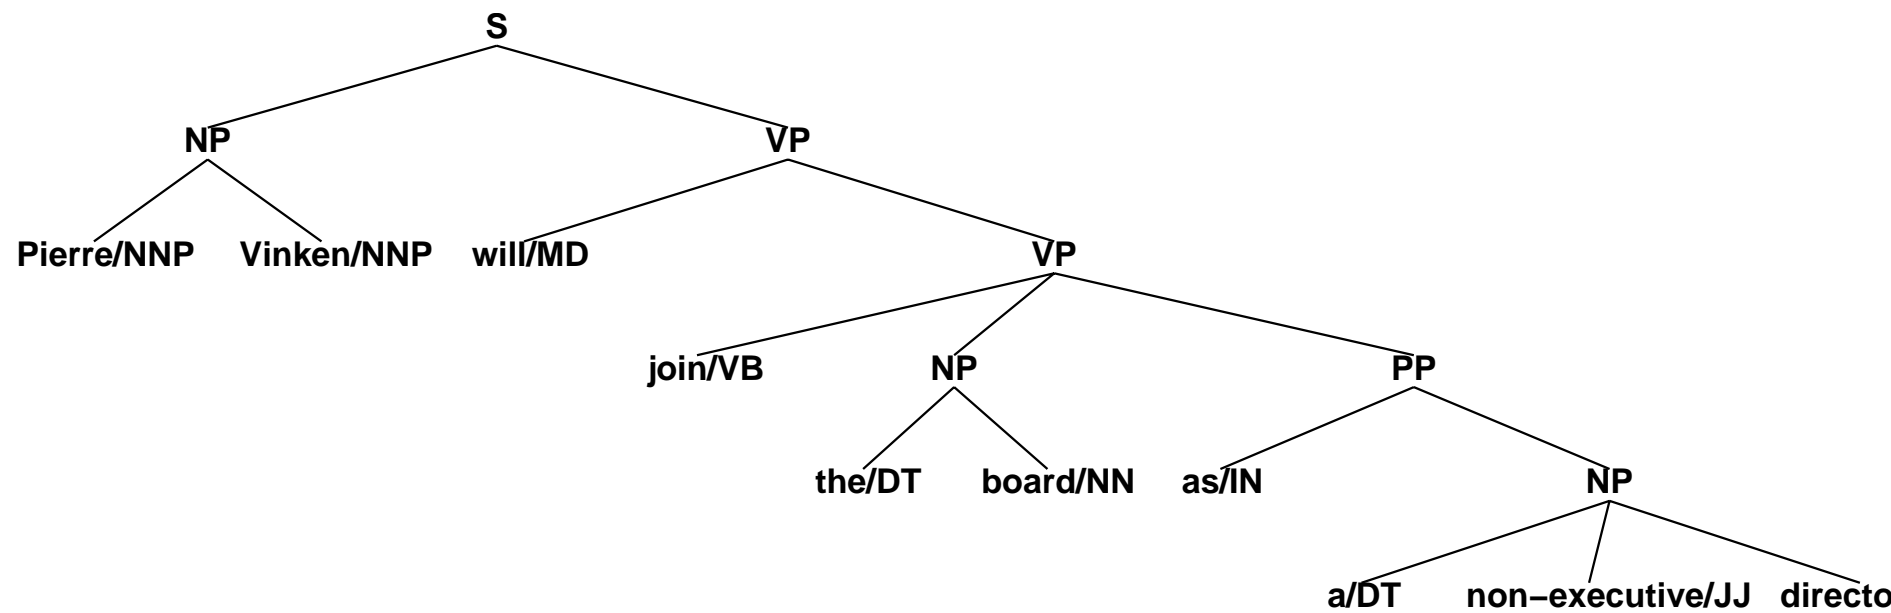 S
NP VP
Pierre/NNP Vinken/NNP will/MD VP
join/VB NP PP
the/DT board/NN as/IN NP
a/DT non−executive/JJ directo